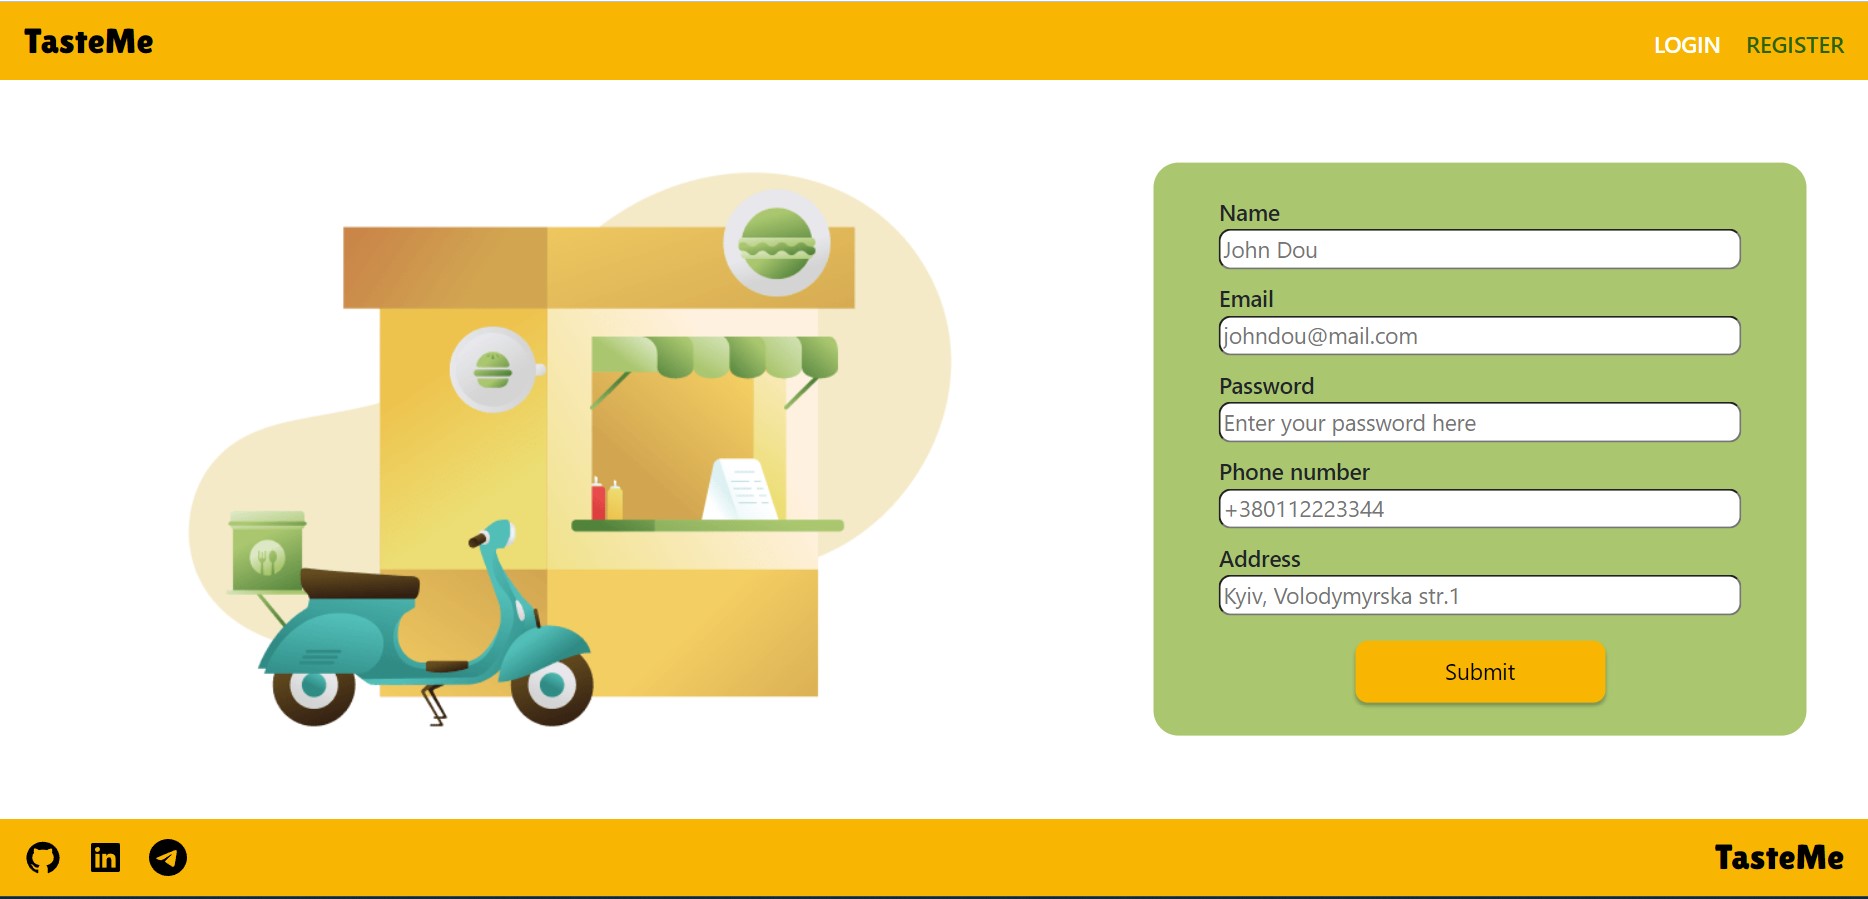 TasteMe
LOGIN REGISTER
Name
John Dou
Email
johndou@mail.com
Password
Enter your password here
Phone number
+380112223344
Address
Kyiv, Volodymyrska str.1
Submit
in
TasteMe